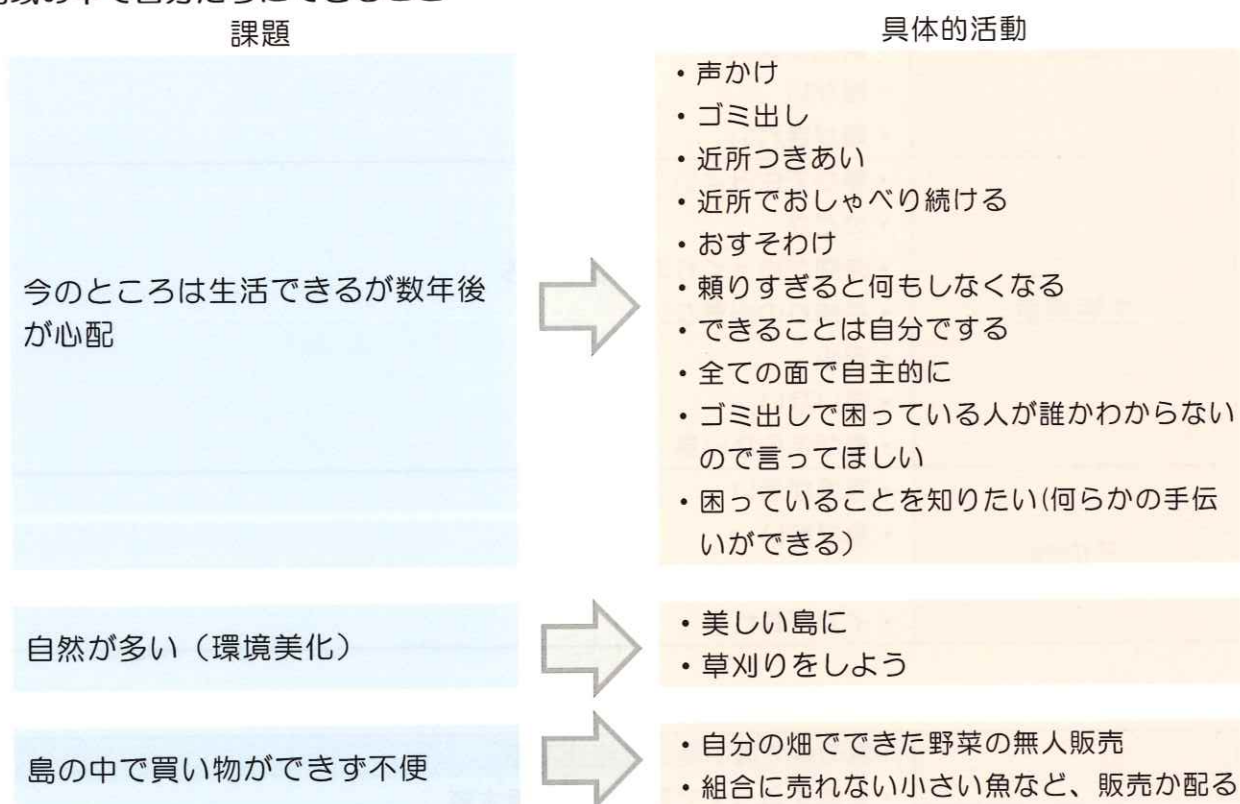 課題
具体的活動
今のところは生活できるが数年後
が心配
・声かけ
・ゴミ出し
・近所つきあい
・近所でおしゃべり続ける
・おすそわけ
・頼りすぎると何もしなくなる
・できることは自分でする
・全ての面で自主的に
・ゴミ出しで困っている人が誰かわからない
ので言ってほしい
・困っていることを知りたい(何らかの手伝
いができる)
自然が多い（環境美化）
・美しい島に
・草刈りをしよう
島の中で買い物ができず不便
・自分の畑でできた野菜の無人販売
・組合に売れない小さい魚など、販売か配る